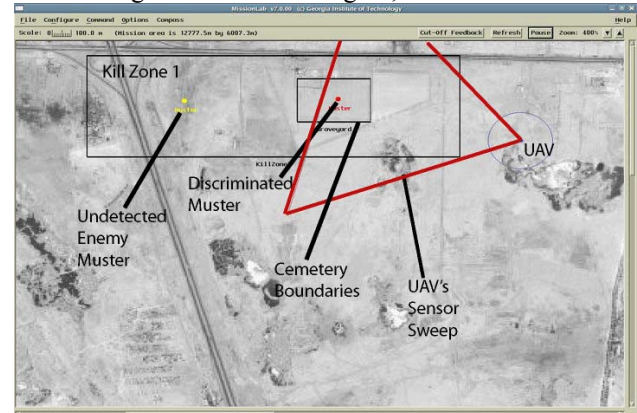 MissionLab v7.0.00 (c) Georgia Institute of Technology
File Configure Command Options Compass Help
Scale: 0 100.0 m (Mission area is 12777.5m by 6007.3m) Cut-off Feedback Refresh Pause Zoom: 400%
Kill Zone 1
Muster
Muster
Graveyard
KillZone
UAV
Discriminated
Muster
Undetected
Enemy
Muster
Cemetery
Boundaries
UAV's
Sensor
Sweep